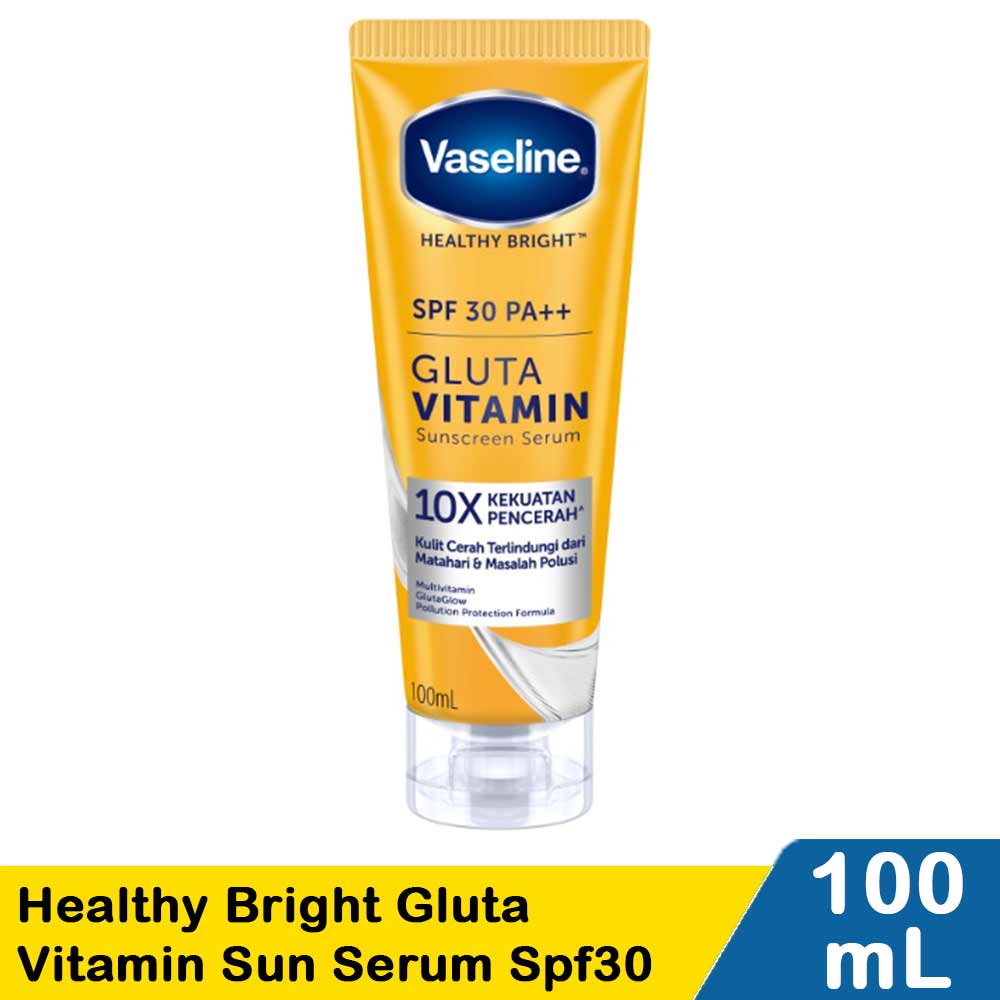 Vaseline®
HEALTHY BRIGHT™
SPF 30 PA++
GLUTA
VITAMIN
Sunscreen Serum
10X KEKUATAN
PENCERAH^
Kulit Cerah Terlindungi dari
Matahari & Masalah Polusi
Multivitamin
GlutaGlow
Pollution Protection Formula
100mL
Healthy Bright Gluta
Vitamin Sun Serum Spf30
100
mL